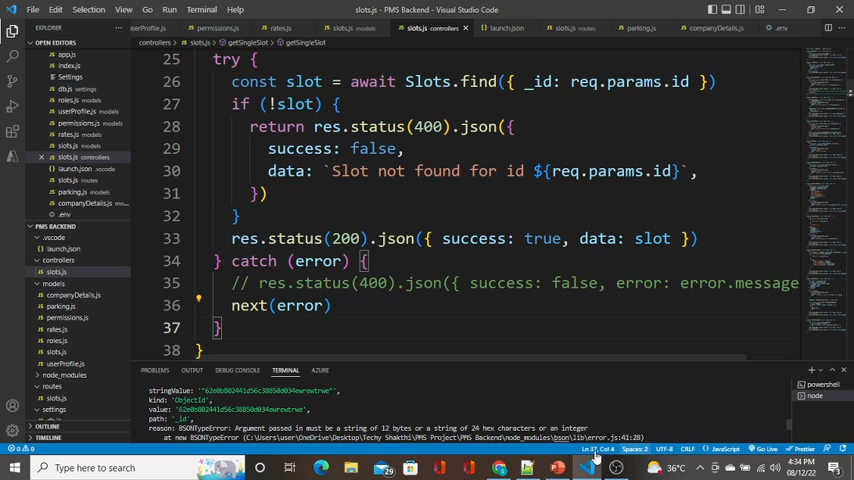 File Edit Selection View Go Run Terminal Help
slots.js - PMS Backend - Visual Studio Code
EXPLORER
userProfile.js permissions.js rates.js slots.js models slots.js controllers launch.json slots.js routes parking.js companyDetails.js .env
OPEN EDITORS
controllers > slots.js > getSingleSlot > getSingleSlot
app.js
index.js
Settings
db.js settings
roles.js models
userProfile.js models
permissions.js models
rates.js models
slots.js models
slots.js controllers
launch.json .vscode
slots.js routes
parking.js models
companyDetails.js mo...
.env
PMS BACKEND
.vscode
launch.json
controllers
slots.js
models
companyDetails.js
parking.js
permissions.js
rates.js
roles.js
slots.js
userProfile.js
node_modules
routes
slots.js
settings
OUTLINE
TIMELINE
25 try {
26 const slot = await Slots.find({ _id: req.params.id })
27 if (!slot) {
28 return res.status(400).json({
29 success: false,
30 data: `Slot not found for id ${req.params.id}`,
31 })
32 }
33 res.status(200).json({ success: true, data: slot })
34 } catch (error) {
35 // res.status(400).json({ success: false, error: error.message
36 next(error)
37 }
38 }
PROBLEMS OUTPUT DEBUG CONSOLE TERMINAL AZURE
powershell
node
stringValue: '"62e0b802441d56c38850d034ewrewtrwe"',
kind: 'ObjectId',
value: '62e0b802441d56c38850d034ewrewtrwe',
path: '_id',
reason: BSONTypeError: Argument passed in must be a string of 12 bytes or a string of 24 hex characters or an integer
at new BSONTypeError (C:\Users\user\OneDrive\Desktop\Techy Shakthi\PMS Project\PMS Backend\node_modules\bson\lib\error.js:41:28)
0 0
Ln 37, Col 4 Spaces: 2 UTF-8 CRLF JavaScript Go Live Prettier
Type here to search
29
36°C
4:34 PM
08/12/22
3